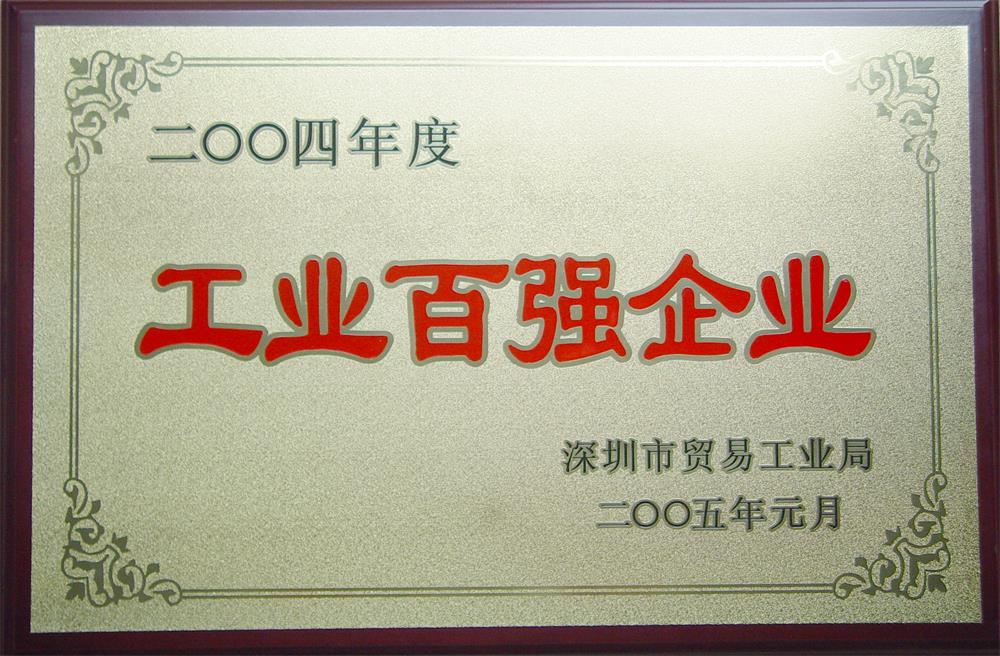 二〇〇四年度
工业百强企业
深圳市贸易工业局
二〇〇五年元月